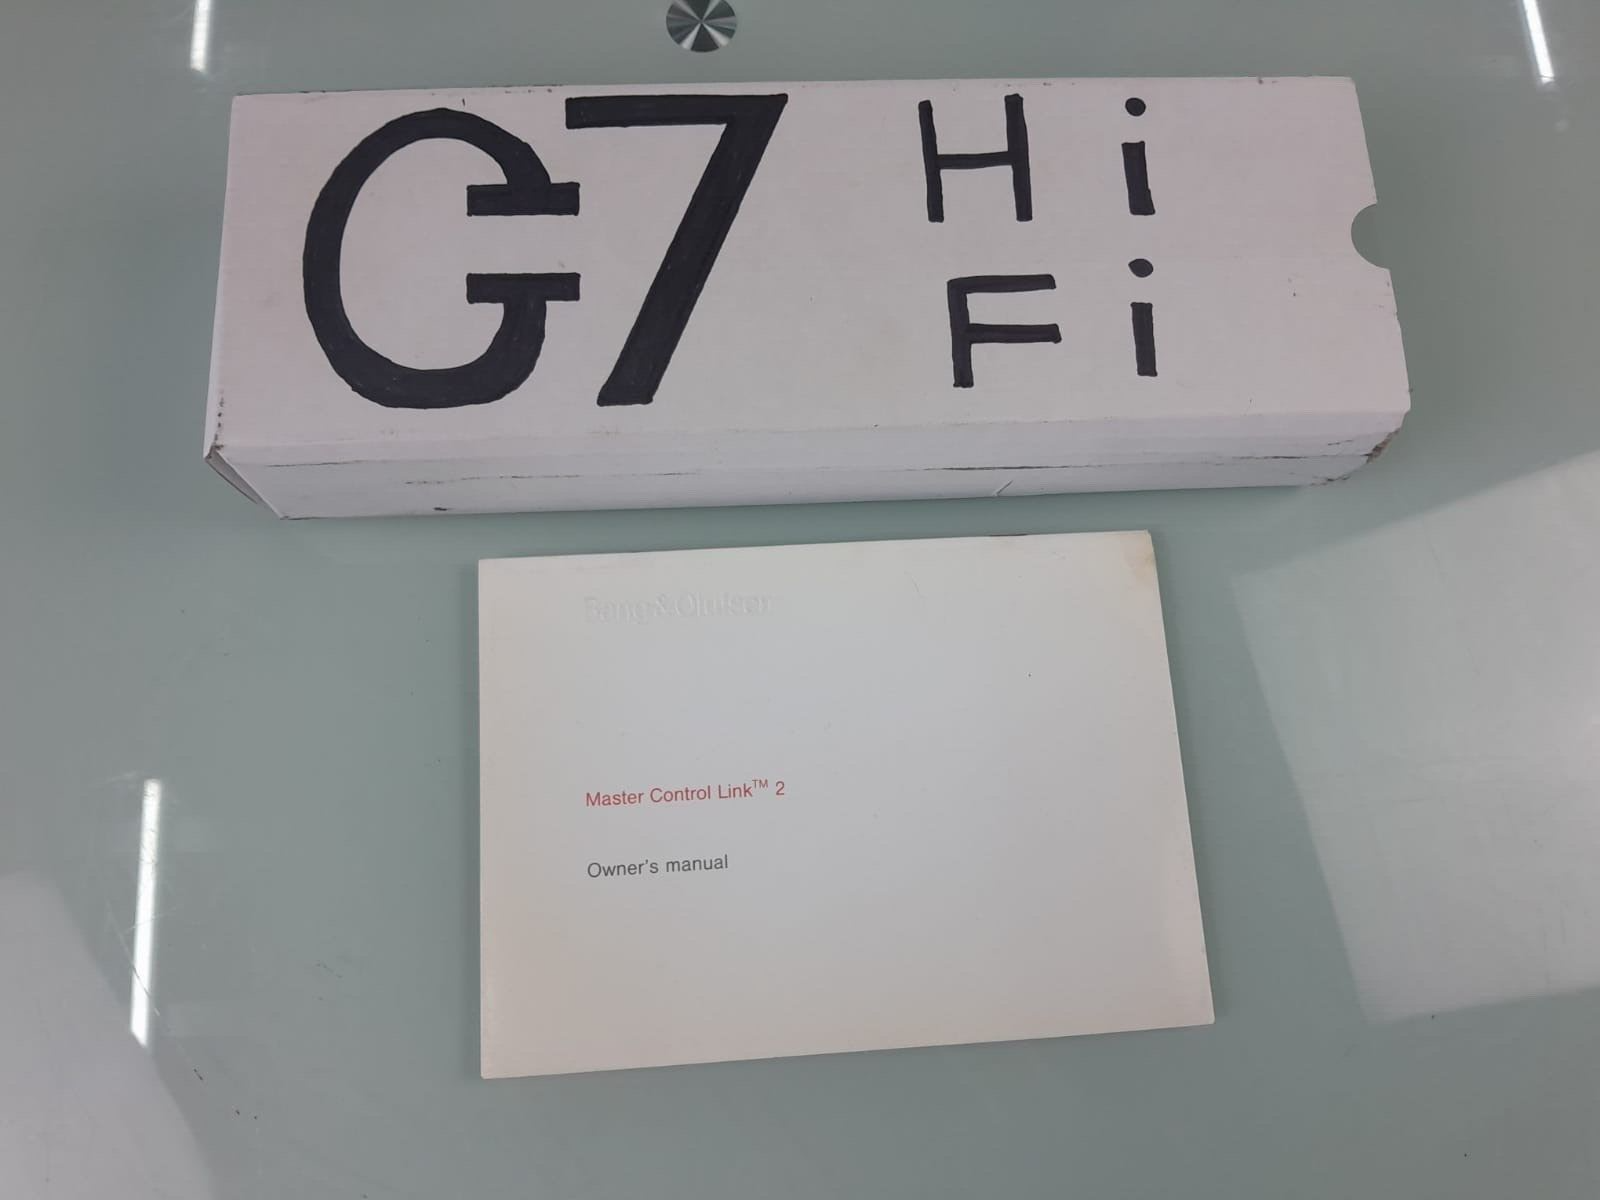 G7
Hi
Fi
Bang & Olufsen
Master Control Link™ 2
Owner's manual